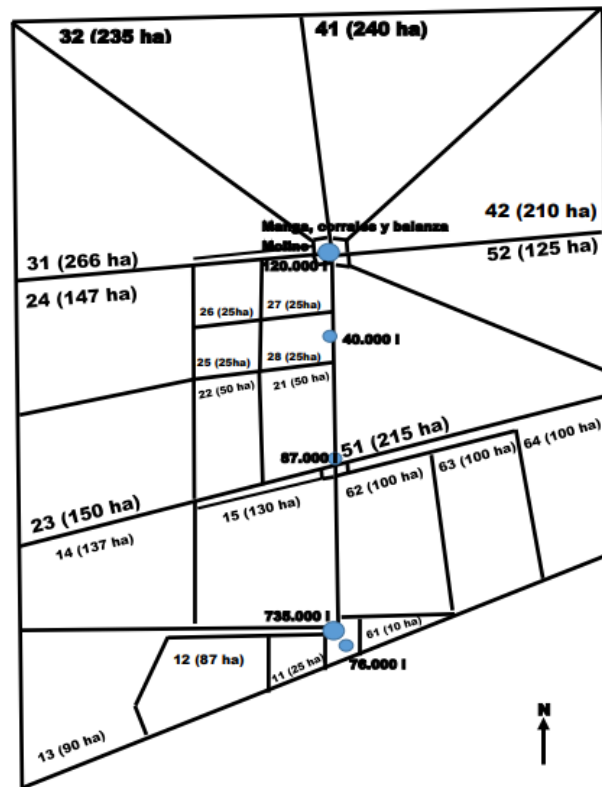 32 (235 ha)
41 (240 ha)
42 (210 ha)
Manga, corrales y balanza
Molino
120.000 l
52 (125 ha)
31 (266 ha)
24 (147 ha)
26 (25ha)
27 (25ha)
40.000 l
25 (25ha)
28 (25ha)
22 (50 ha)
21 (50 ha)
51 (215 ha)
87.000 l
64 (100 ha)
63 (100 ha)
62 (100 ha)
23 (150 ha)
15 (130 ha)
14 (137 ha)
735.000 l
61 (10 ha)
12 (87 ha)
11 (25 ha)
76.000 l
13 (90 ha)
N